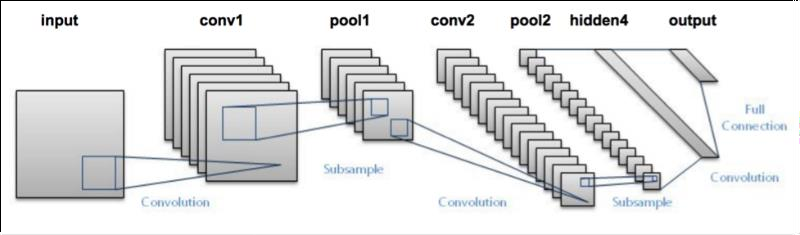 input conv1 pool1 conv2 pool2 hidden4 output
Full
Connection
Subsample
Convolution
Convolution
Convolution
Subsample